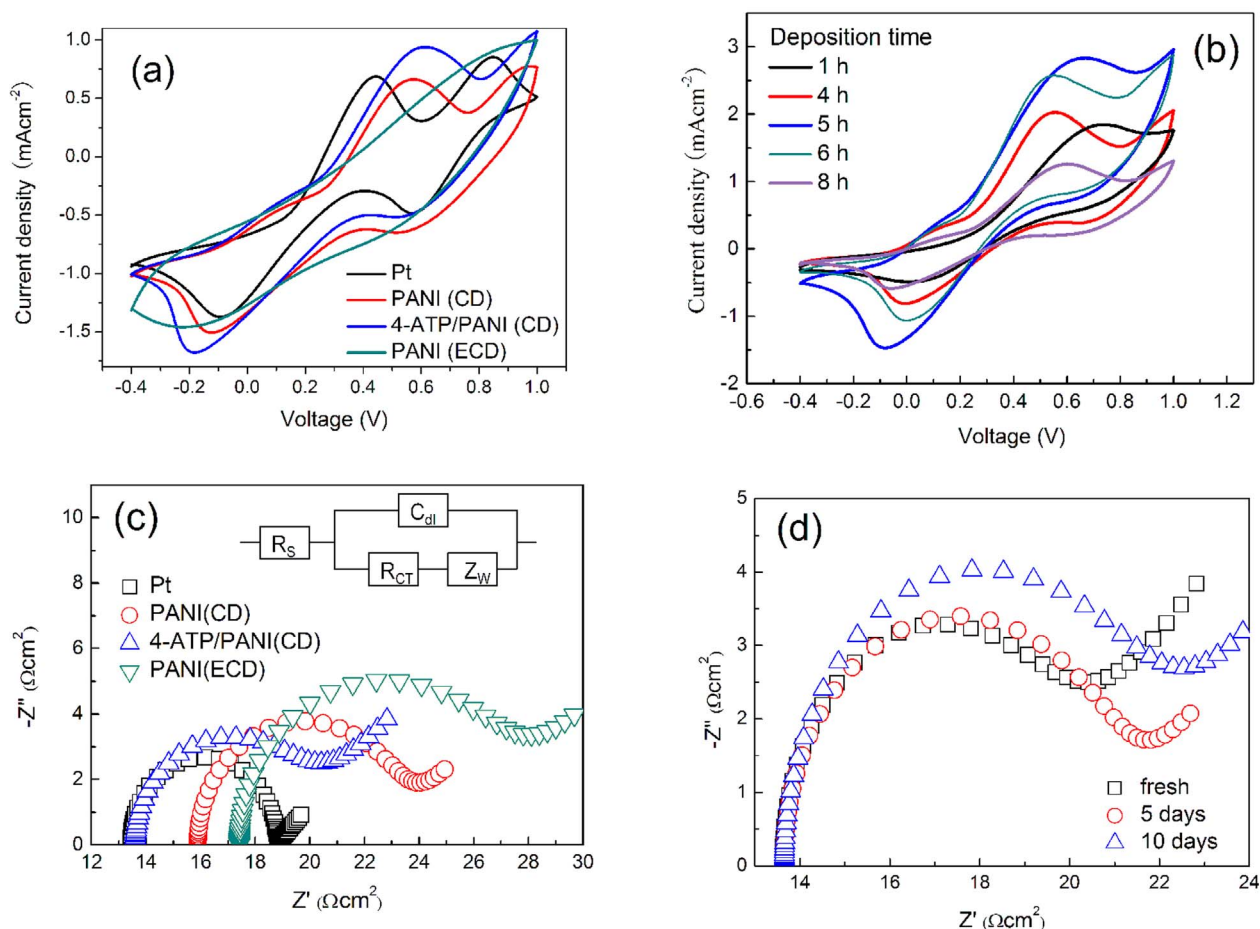 (a)
Current density (mAcm⁻²)
1.0
0.5
0.0
-0.5
-1.0
-1.5
-0.4 -0.2 0.0 0.2 0.4 0.6 0.8 1.0
Voltage (V)
Pt
PANI (CD)
4-ATP/PANI (CD)
PANI (ECD)
(b)
Current density (mAcm⁻²)
3
2
1
0
-1
-2
-0.6 -0.4 -0.2 0.0 0.2 0.4 0.6 0.8 1.0 1.2
Voltage (V)
Deposition time
1 h
4 h
5 h
6 h
8 h
(c)
-Z" (Ωcm²)
10
8
6
4
2
0
12 14 16 18 20 22 24 26 28 30
Z' (Ωcm²)
R_S
C_dl
R_CT
Z_W
Pt
PANI(CD)
4-ATP/PANI(CD)
PANI(ECD)
(d)
-Z" (Ωcm²)
5
4
3
2
1
0
14 16 18 20 22 24
Z' (Ωcm²)
fresh
5 days
10 days